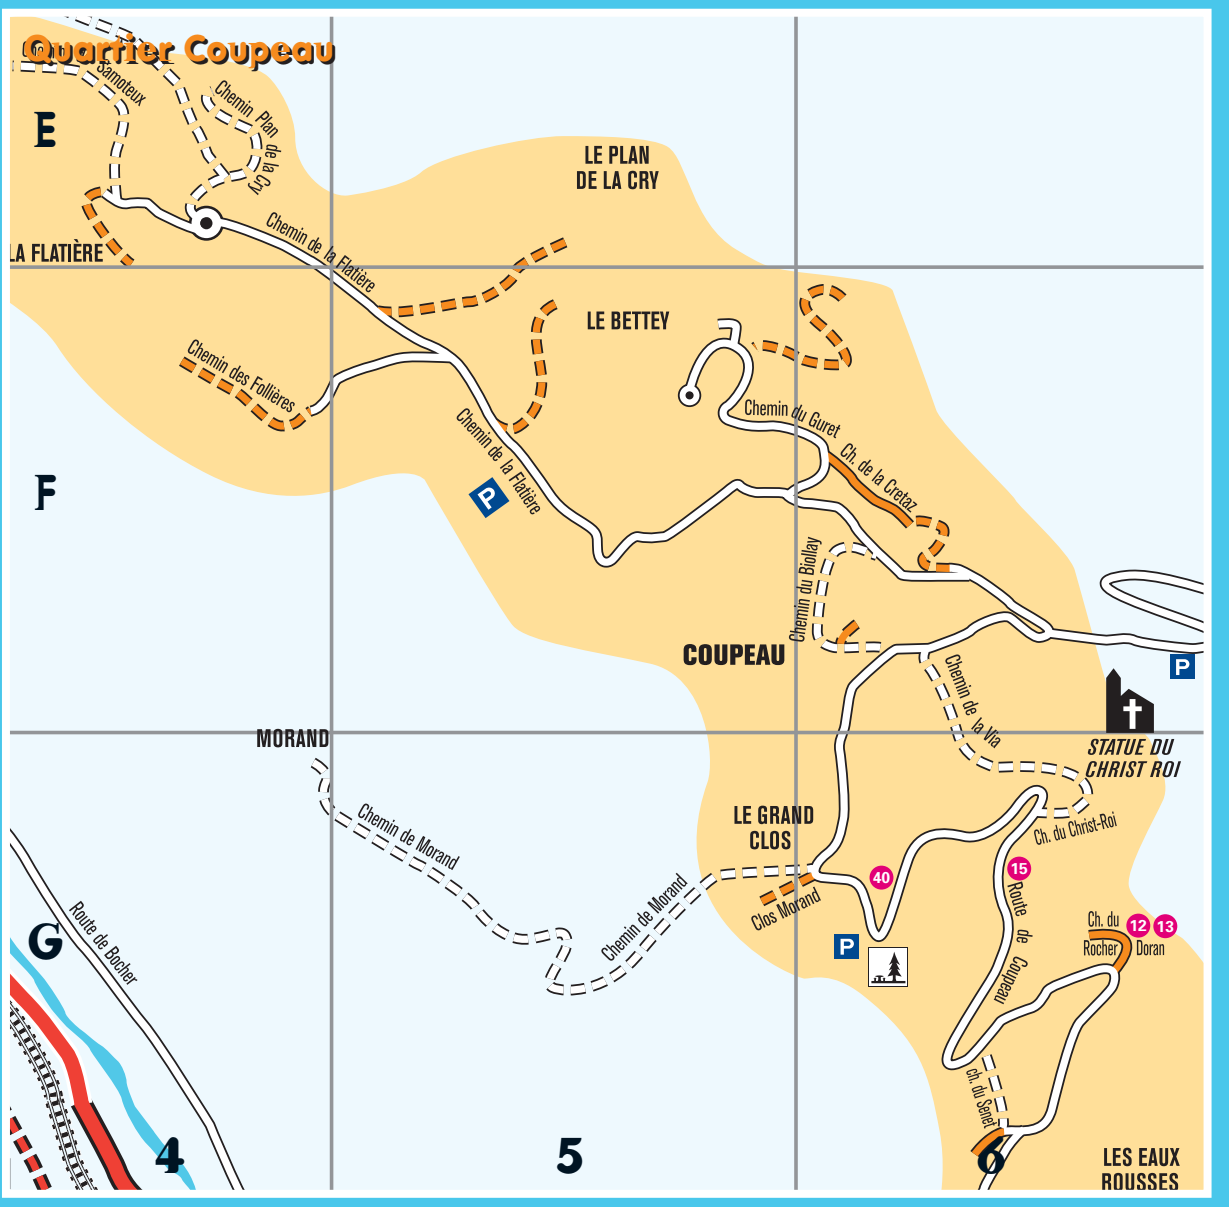 Quartier Coupeau
Samoteux
Chemin Plan
de la Cry
E
LE PLAN
DE LA CRY
Chemin de la Flatière
LA FLATIÈRE
LE BETTEY
Chemin des Follières
Chemin du Guret
Chemin de la Flatière
Ch. de la Cretaz
F
P
Chemin du Biollay
COUPEAU
Chemin de la Via
P
STATUE DU
CHRIST ROI
MORAND
Chemin de Morand
LE GRAND
CLOS
Ch. du Christ-Roi
40
15
Chemin de Morand
Clos Morand
Route de Coupeau
Route de Bocher
G
P
Ch. du
12 13
Rocher Doran
ch. du Senet
4
5
6
LES EAUX
ROUSSES